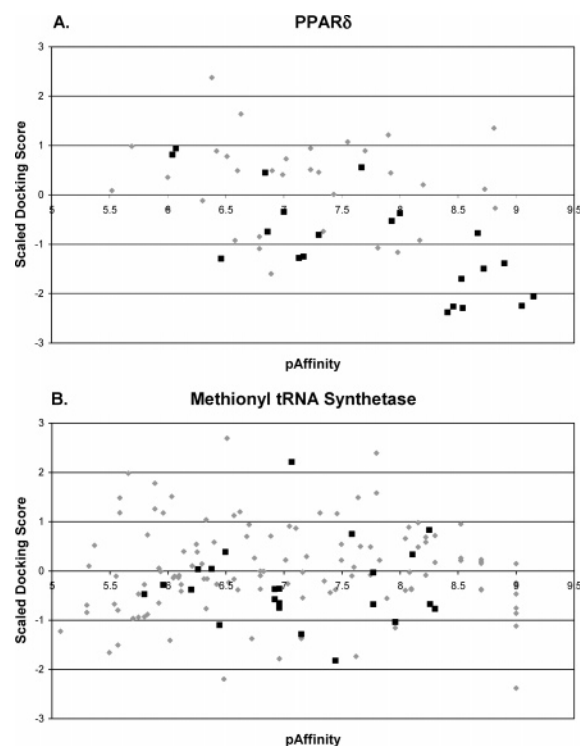 A.
PPARδ
3
2
1
0
-1
-2
-3
5 5.5 6 6.5 7 7.5 8 8.5 9 9.5
Scaled Docking Score
pAffinity
B.
Methionyl tRNA Synthetase
3
2
1
0
-1
-2
-3
5 5.5 6 6.5 7 7.5 8 8.5 9 9.5
Scaled Docking Score
pAffinity